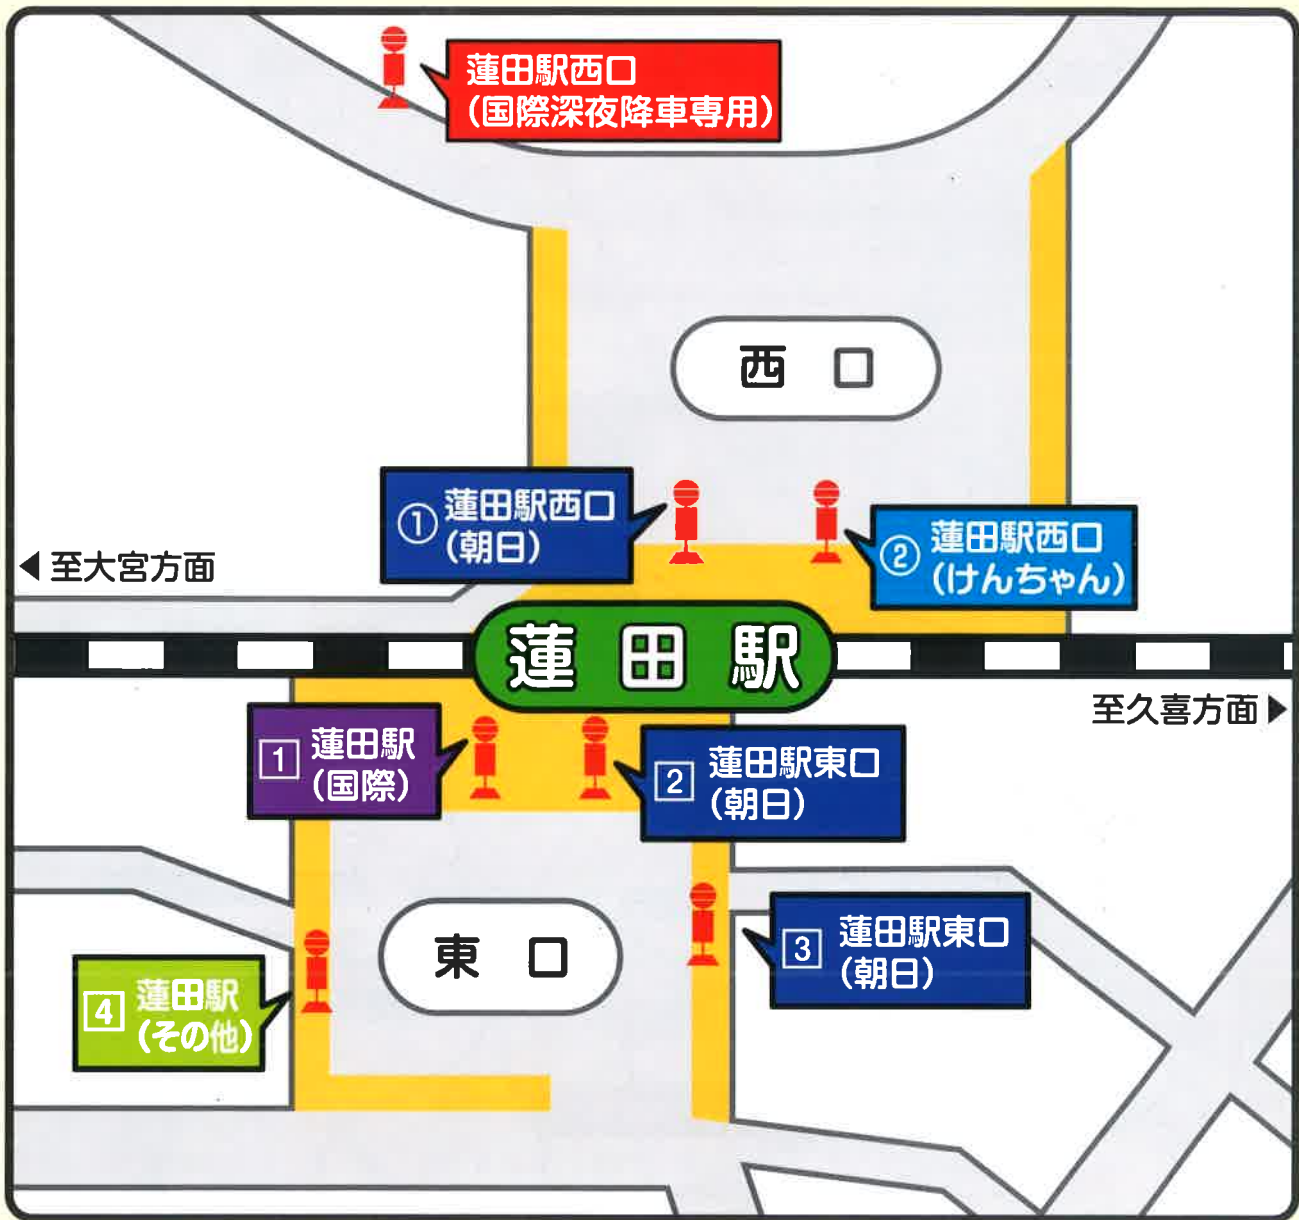 蓮田駅西口
(国際深夜降車専用)
西口
① 蓮田駅西口
(朝日)
② 蓮田駅西口
(けんちゃん)
◀ 至大宮方面
蓮田駅
至久喜方面 ▶
1 蓮田駅
(国際)
2 蓮田駅東口
(朝日)
3 蓮田駅東口
(朝日)
東口
4 蓮田駅
(その他)